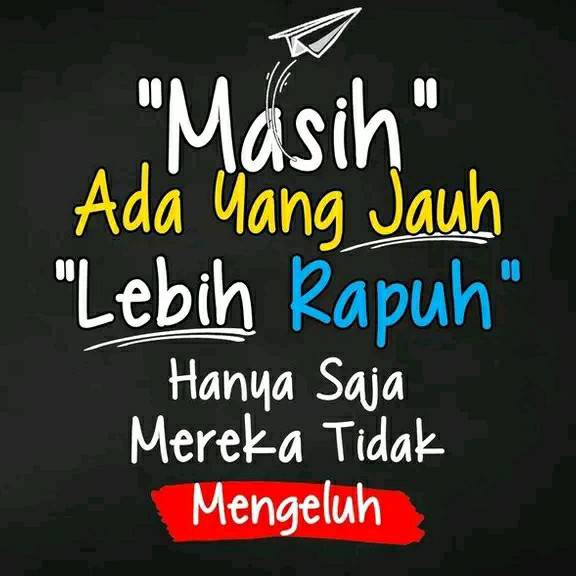 "Masih"
Ada Yang Jauh
"Lebih Rapuh"
Hanya Saja
Mereka Tidak
Mengeluh